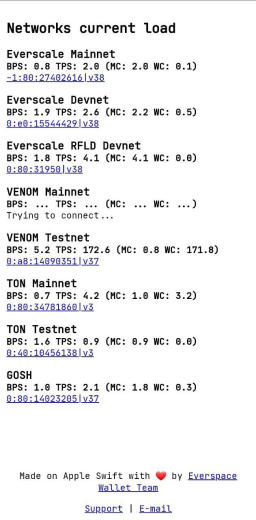 Networks current load
Everscale Mainnet
BPS: 0.8 TPS: 2.0 (MC: 2.0 WC: 0.1)
-1:80:27402616|v38
Everscale Devnet
BPS: 1.9 TPS: 2.6 (MC: 2.2 WC: 0.5)
0:e0:15544429|v38
Everscale RFLD Devnet
BPS: 1.8 TPS: 4.1 (MC: 4.1 WC: 0.0)
0:80:31950|v38
VENOM Mainnet
BPS: ... TPS: ... (MC: ... WC: ...)
Trying to connect...
VENOM Testnet
BPS: 5.2 TPS: 172.6 (MC: 0.8 WC: 171.8)
0:a8:14090351|v37
TON Mainnet
BPS: 0.7 TPS: 4.2 (MC: 1.0 WC: 3.2)
0:80:34781860|v3
TON Testnet
BPS: 1.6 TPS: 0.9 (MC: 0.9 WC: 0.0)
0:40:10456138|v3
GOSH
BPS: 1.0 TPS: 2.1 (MC: 1.8 WC: 0.3)
0:80:14023205|v37
Made on Apple Swift with ❤️ by Everspace
Wallet Team
Support | E-mail